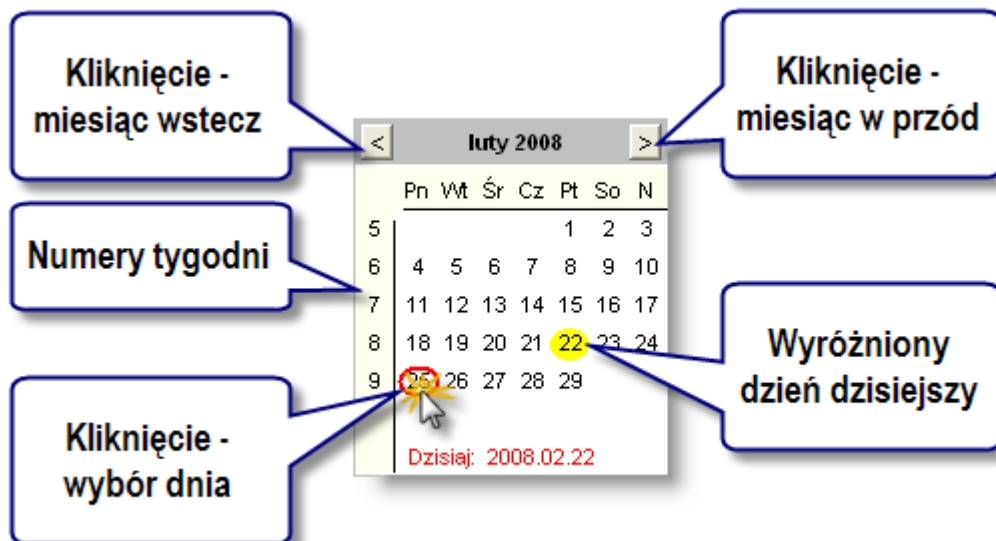 Kliknięcie -
miesiąc wstecz
Kliknięcie -
miesiąc w przód
< luty 2008 >
Pn Wt Śr Cz Pt So N
5 1 2 3
6 4 5 6 7 8 9 10
7 11 12 13 14 15 16 17
8 18 19 20 21 22 23 24
9 25 26 27 28 29
Dzisiaj: 2008.02.22
Numery tygodni
Wyróżniony
dzień dzisiejszy
Kliknięcie -
wybór dnia